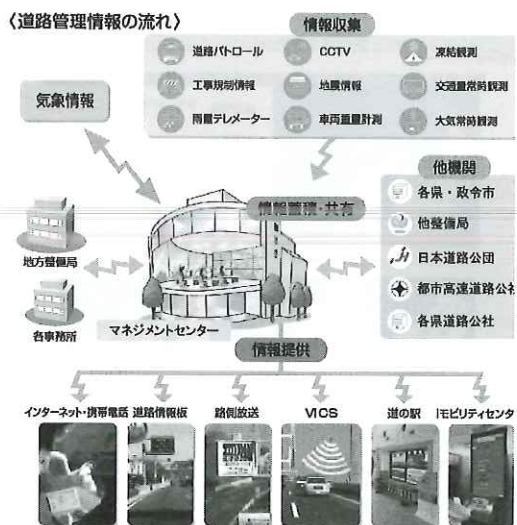 〈道路管理情報の流れ〉
情報収集
道路パトロール
CCTV
凍結観測
工事規制情報
地震情報
交通量常時観測
雨量テレメーター
車両重量計測
大気常時観測
気象情報
情報蓄積・共有
他機関
各県・政令市
他整備局
日本道路公団
都市高速道路公社
各県道路公社
地方整備局
各事務所
マネジメントセンター
情報提供
インターネット・携帯電話
道路情報板
路側放送
VICS
道の駅
モビリティセンタ